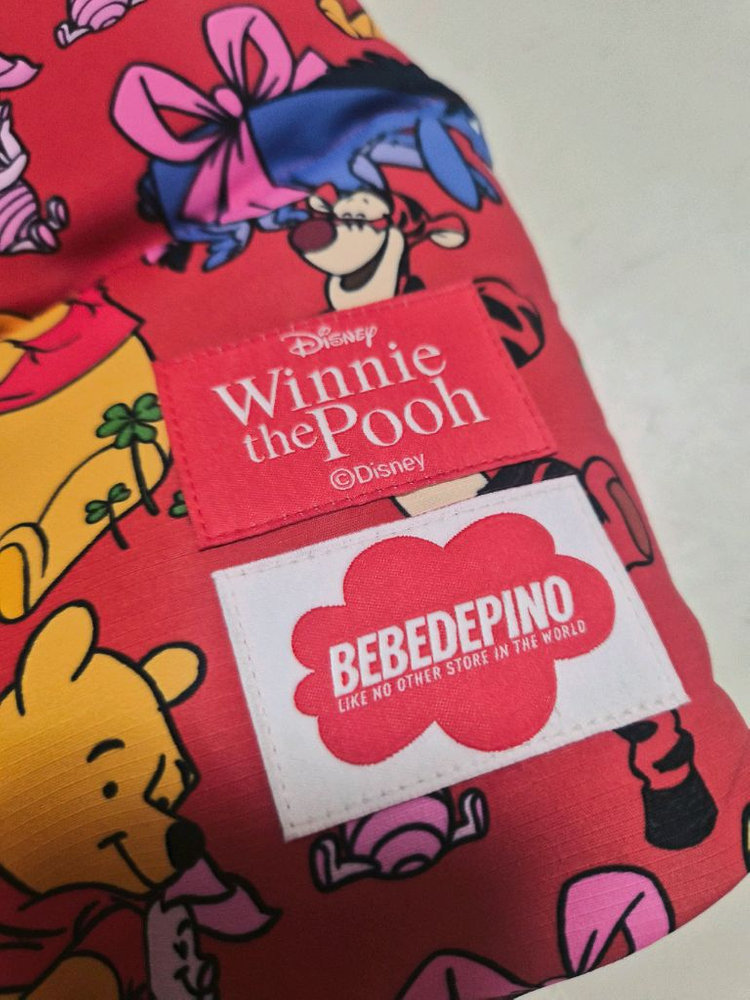 Disney
Winnie
the Pooh
©Disney
BEBEDEPINO
LIKE NO OTHER STORE IN THE WORLD